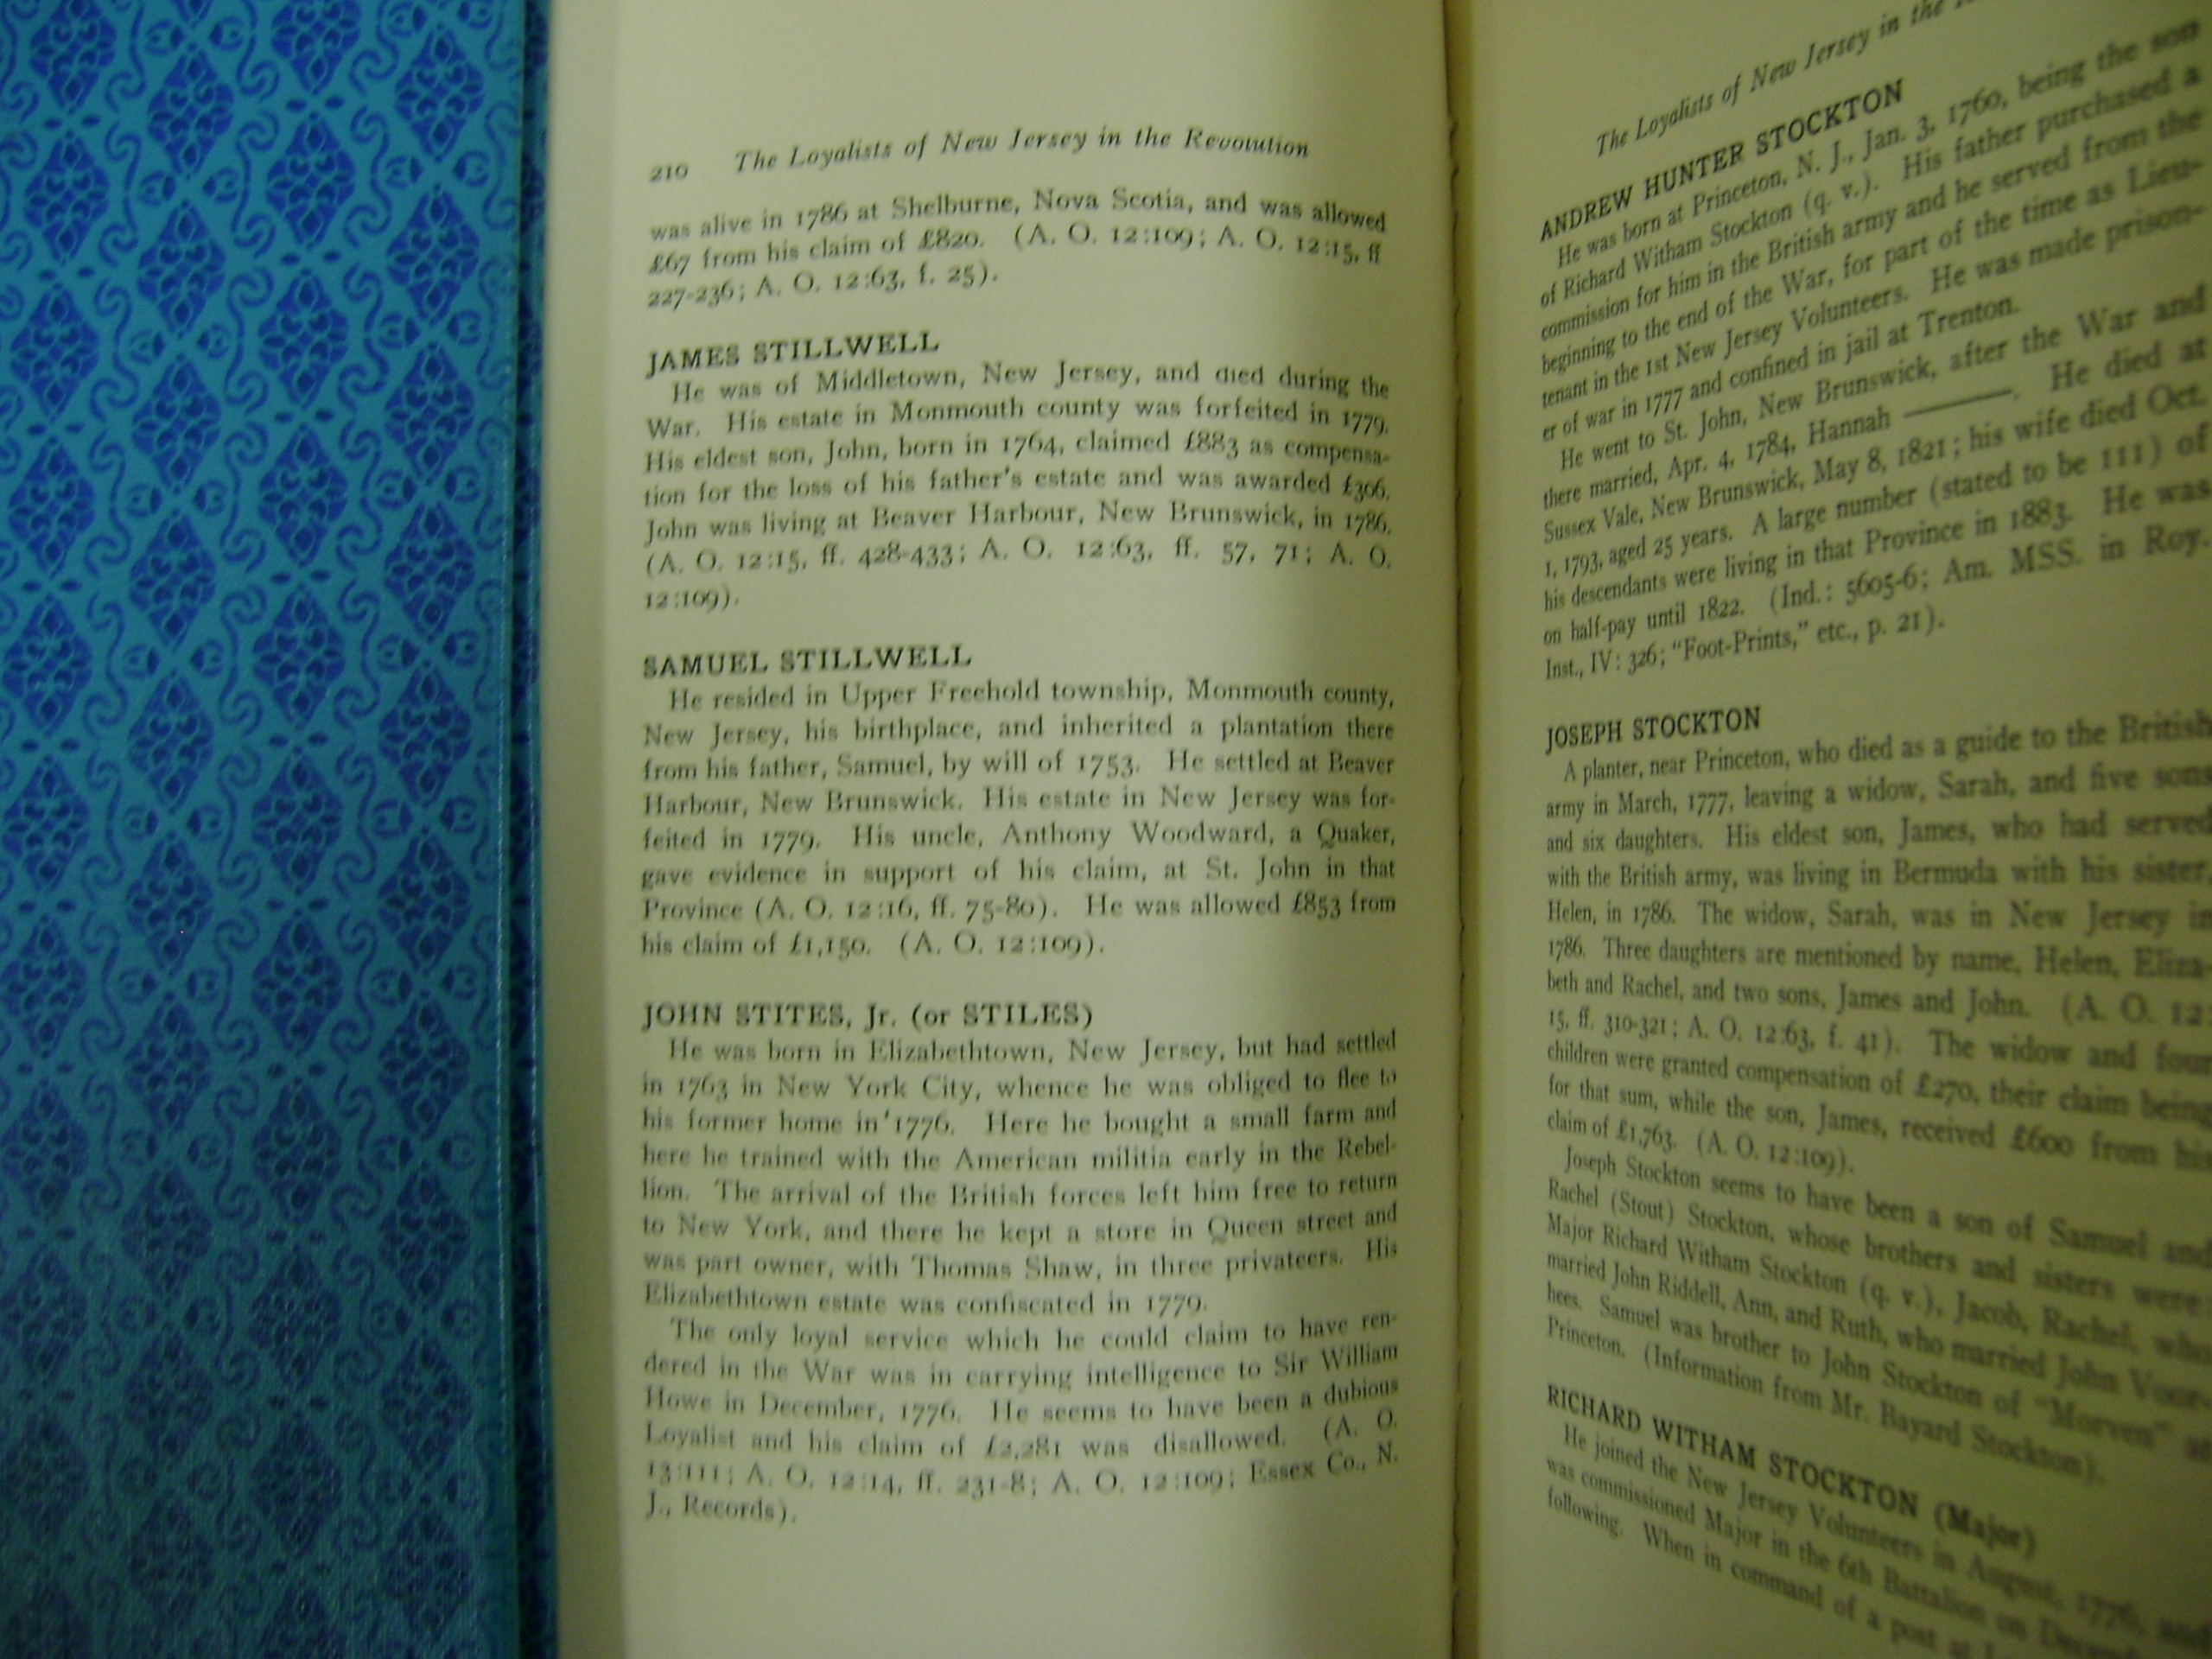 210 The Loyalists of New Jersey in the Revolution
was alive in 1786 at Shelburne, Nova Scotia, and was allowed
£67 from his claim of £820. (A. O. 12:109; A. O. 12:15, ff
227-236; A. O. 12:63, f. 25).
JAMES STILLWELL
He was of Middletown, New Jersey, and died during the
War. His estate in Monmouth county was forfeited in 1779.
His eldest son, John, born in 1764, claimed £883 as compensa-
tion for the loss of his father's estate and was awarded £306.
John was living at Beaver Harbour, New Brunswick, in 1786.
(A. O. 12:15, ff. 428-433; A. O. 12:63, ff. 57, 71; A. O.
12:109).
SAMUEL STILLWELL
He resided in Upper Freehold township, Monmouth county,
New Jersey, his birthplace, and inherited a plantation there
from his father, Samuel, by will of 1753. He settled at Beaver
Harbour, New Brunswick. His estate in New Jersey was for-
feited in 1779. His uncle, Anthony Woodward, a Quaker,
gave evidence in support of his claim, at St. John in that
Province (A. O. 12:16, ff. 75-80). He was allowed £853 from
his claim of £1,150. (A. O. 12:109).
JOHN STITES, Jr. (or STILES)
He was born in Elizabethtown, New Jersey, but had settled
in 1763 in New York City, whence he was obliged to flee to
his former home in 1776. Here he bought a small farm and
here he trained with the American militia early in the Rebel-
lion. The arrival of the British forces left him free to return
to New York, and there he kept a store in Queen street and
was part owner, with Thomas Shaw, in three privateers. His
Elizabethtown estate was confiscated in 1779.
The only loyal service which he could claim to have ren-
dered in the War was in carrying intelligence to Sir William
Howe in December, 1776. He seems to have been a dubious
Loyalist and his claim of £2,281 was disallowed. (A. O.
13:111; A. O. 12:14, ff. 231-8; A. O. 12:109; Essex Co., N.
J., Records).
The Loyalists of New Jersey in the
ANDREW HUNTER STOCKTON
He was born at Princeton, N. J., Jan. 3, 1760, being the son
of Richard Witham Stockton (q. v.). His father purchased a
commission for him in the British army and he served from the
beginning to the end of the War, for part of the time as Lieu-
tenant in the 1st New Jersey Volunteers. He was made prison-
er of war in 1777 and confined in jail at Trenton.
He went to St. John, New Brunswick, after the War and
there married, Apr. 4, 1784, Hannah ———. He died at
Sussex Vale, New Brunswick, May 8, 1821; his wife died Oct.
1, 1793, aged 25 years. A large number (stated to be 111) of
his descendants were living in that Province in 1883. He was
on half-pay until 1822. (Ind.: 5605-6; Am. MSS. in Roy.
Inst., IV: 326; "Foot-Prints," etc., p. 21).
JOSEPH STOCKTON
A planter, near Princeton, who died as a guide to the British
army in March, 1777, leaving a widow, Sarah, and five sons
and six daughters. His eldest son, James, who had served
with the British army, was living in Bermuda with his sister,
Helen, in 1786. The widow, Sarah, was in New Jersey in
1786. Three daughters are mentioned by name, Helen, Eliza-
beth and Rachel, and two sons, James and John. (A. O. 12:
15, ff. 310-321; A. O. 12:63, f. 41). The widow and four
children were granted compensation of £270, their claim being
for that sum, while the son, James, received £600 from his
claim of £1,763. (A. O. 12:109).
Joseph Stockton seems to have been a son of Samuel and
Rachel (Stout) Stockton, whose brothers and sisters were
Major Richard Witham Stockton (q. v.), Jacob, Rachel, who
married John Riddell, Ann, and Ruth, who married John Voor-
hees. Samuel was brother to John Stockton of "Morven" at
Princeton. (Information from Mr. Bayard Stockton).
RICHARD WITHAM STOCKTON (Major)
He joined the New Jersey Volunteers in August, 1776, and
was commissioned Major in the 6th Battalion on
following. When in command of a post at